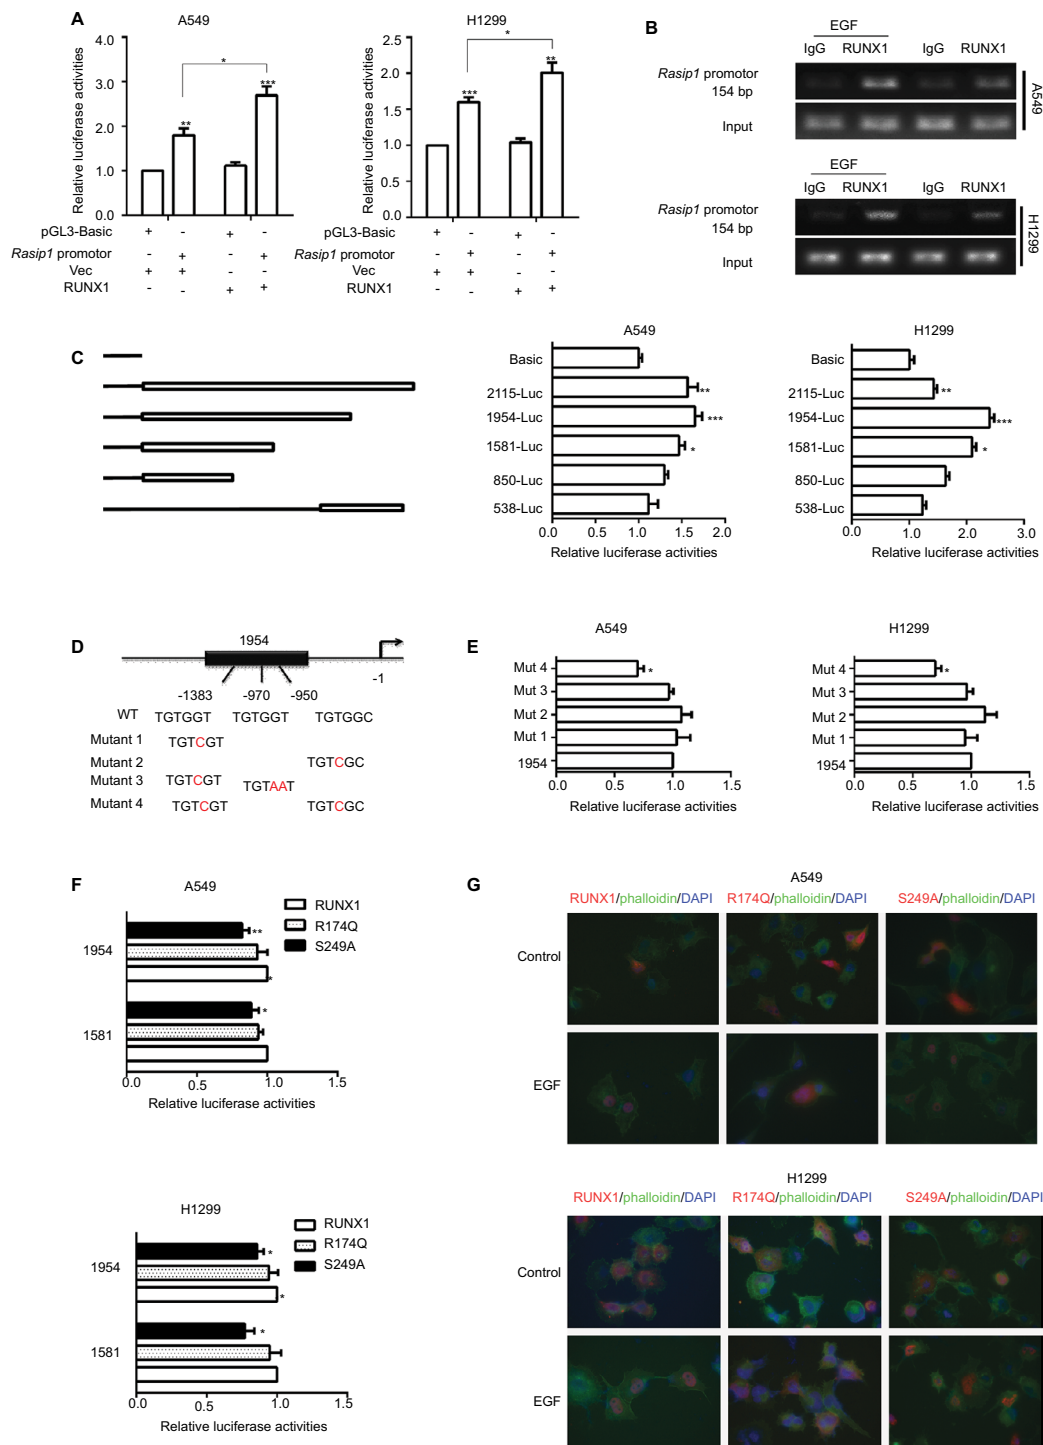 A
A549
Relative luciferase activities
4.0
3.0
2.0
1.0
0.0
*
**
***
pGL3-Basic + - + -
Rasip1 promotor - + - +
Vec + + - -
RUNX1 - - + +
H1299
Relative luciferase activities
2.5
2.0
1.5
1.0
0.5
0.0
*
***
**
pGL3-Basic + - + -
Rasip1 promotor - + - +
Vec + + - -
RUNX1 - - + +
B
EGF
IgG RUNX1 IgG RUNX1
Rasip1 promotor
154 bp
Input
A549
EGF
IgG RUNX1 IgG RUNX1
Rasip1 promotor
154 bp
Input
H1299
C
A549
Basic
2115-Luc **
1954-Luc ***
1581-Luc *
850-Luc
538-Luc
0.0 0.5 1.0 1.5 2.0
Relative luciferase activities
H1299
Basic
2115-Luc **
1954-Luc ***
1581-Luc *
850-Luc
538-Luc
0.0 1.0 2.0 3.0
Relative luciferase activities
D
1954
-1
-1383 -970 -950
WT TGTGGT TGTGGT TGTGGC
Mutant 1 TGTCGT
Mutant 2 TGTCGC
Mutant 3 TGTCGT TGTAAT
Mutant 4 TGTCGT TGTCGC
E
A549
Mut 4 *
Mut 3
Mut 2
Mut 1
1954
0.0 0.5 1.0 1.5
Relative luciferase activities
H1299
Mut 4 *
Mut 3
Mut 2
Mut 1
1954
0.0 0.5 1.0 1.5
Relative luciferase activities
F
A549
RUNX1
R174Q
S249A
1954
**
*
1581
*
0.0 0.5 1.0 1.5
Relative luciferase activities
H1299
RUNX1
R174Q
S249A
1954
*
*
1581
*
0.0 0.5 1.0 1.5
Relative luciferase activities
G
A549
RUNX1/phalloidin/DAPI R174Q/phalloidin/DAPI S249A/phalloidin/DAPI
Control
EGF
H1299
RUNX1/phalloidin/DAPI R174Q/phalloidin/DAPI S249A/phalloidin/DAPI
Control
EGF